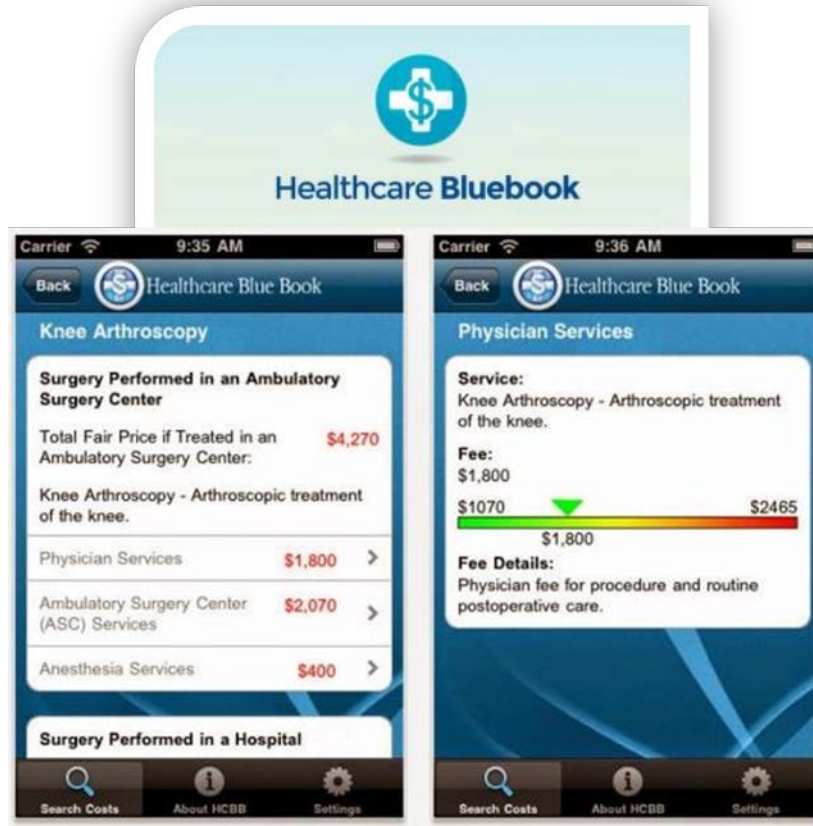 $
Healthcare Bluebook
Carrier 9:35 AM
Back $ Healthcare Blue Book
Knee Arthroscopy
Surgery Performed in an Ambulatory
Surgery Center
Total Fair Price if Treated in an $4,270
Ambulatory Surgery Center:
Knee Arthroscopy - Arthroscopic treatment
of the knee.
Physician Services $1,800
Ambulatory Surgery Center $2,070
(ASC) Services
Anesthesia Services $400
Surgery Performed in a Hospital
Search Costs About HCBB Settings
Carrier 9:36 AM
Back $ Healthcare Blue Book
Physician Services
Service:
Knee Arthroscopy - Arthroscopic treatment
of the knee.
Fee:
$1,800
$1070 $2465
$1,800
Fee Details:
Physician fee for procedure and routine
postoperative care.
Search Costs About HCBB Settings